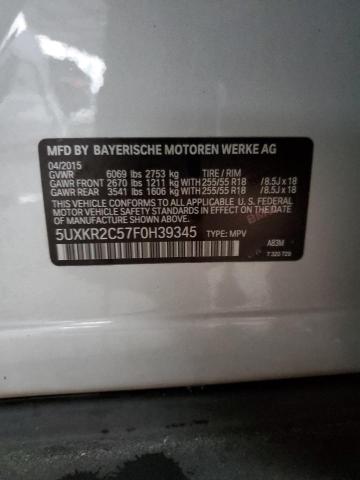 MFD BY BAYERISCHE MOTOREN WERKE AG
04/2015
GVWR 6069 lbs 2753 kg TIRE / RIM
GAWR FRONT 2670 lbs 1211 kg WITH 255/55 R18 / 8.5J x 18
GAWR REAR 3541 lbs 1606 kg WITH 255/55 R18 / 8.5J x 18
THIS VEHICLE CONFORMS TO ALL APPLICABLE U. S. FEDERAL
MOTOR VEHICLE SAFETY STANDARDS IN EFFECT ON THE DATE
OF MANUFACTURE SHOWN ABOVE.
5UXKR2C57F0H39345 TYPE: MPV A83M
7 320 729